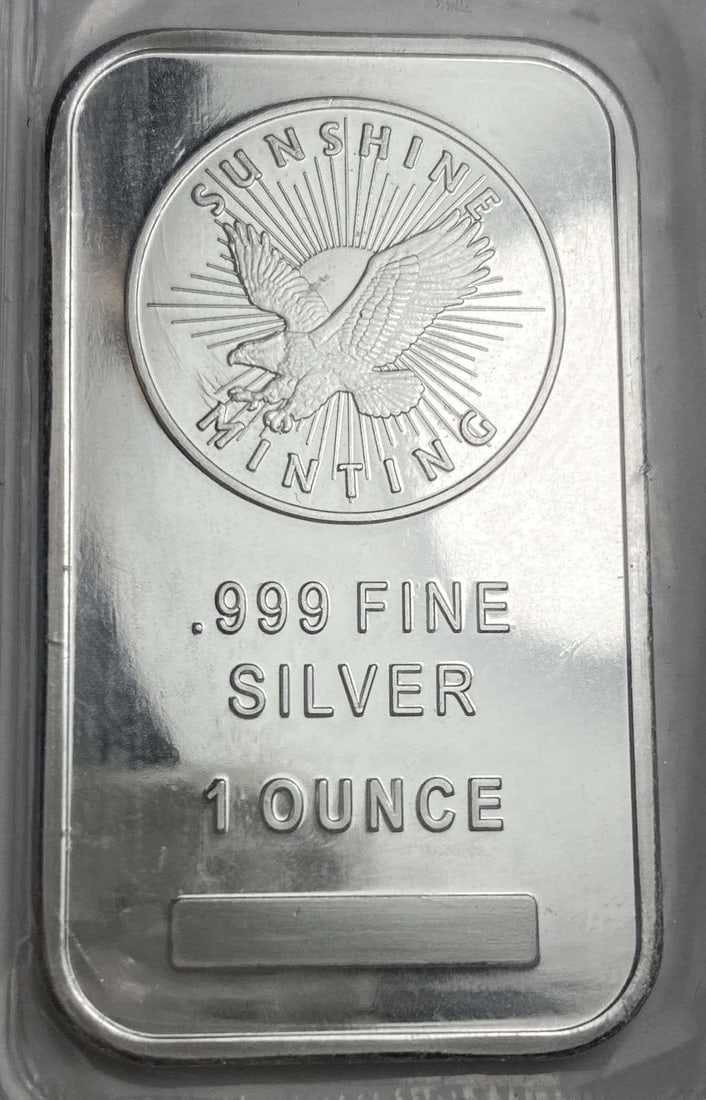 SUNSHINE
MINTING
.999 FINE
SILVER
1 OUNCE